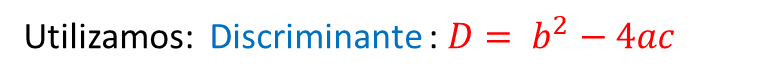 Utilizamos: Discriminante : D = b² − 4ac